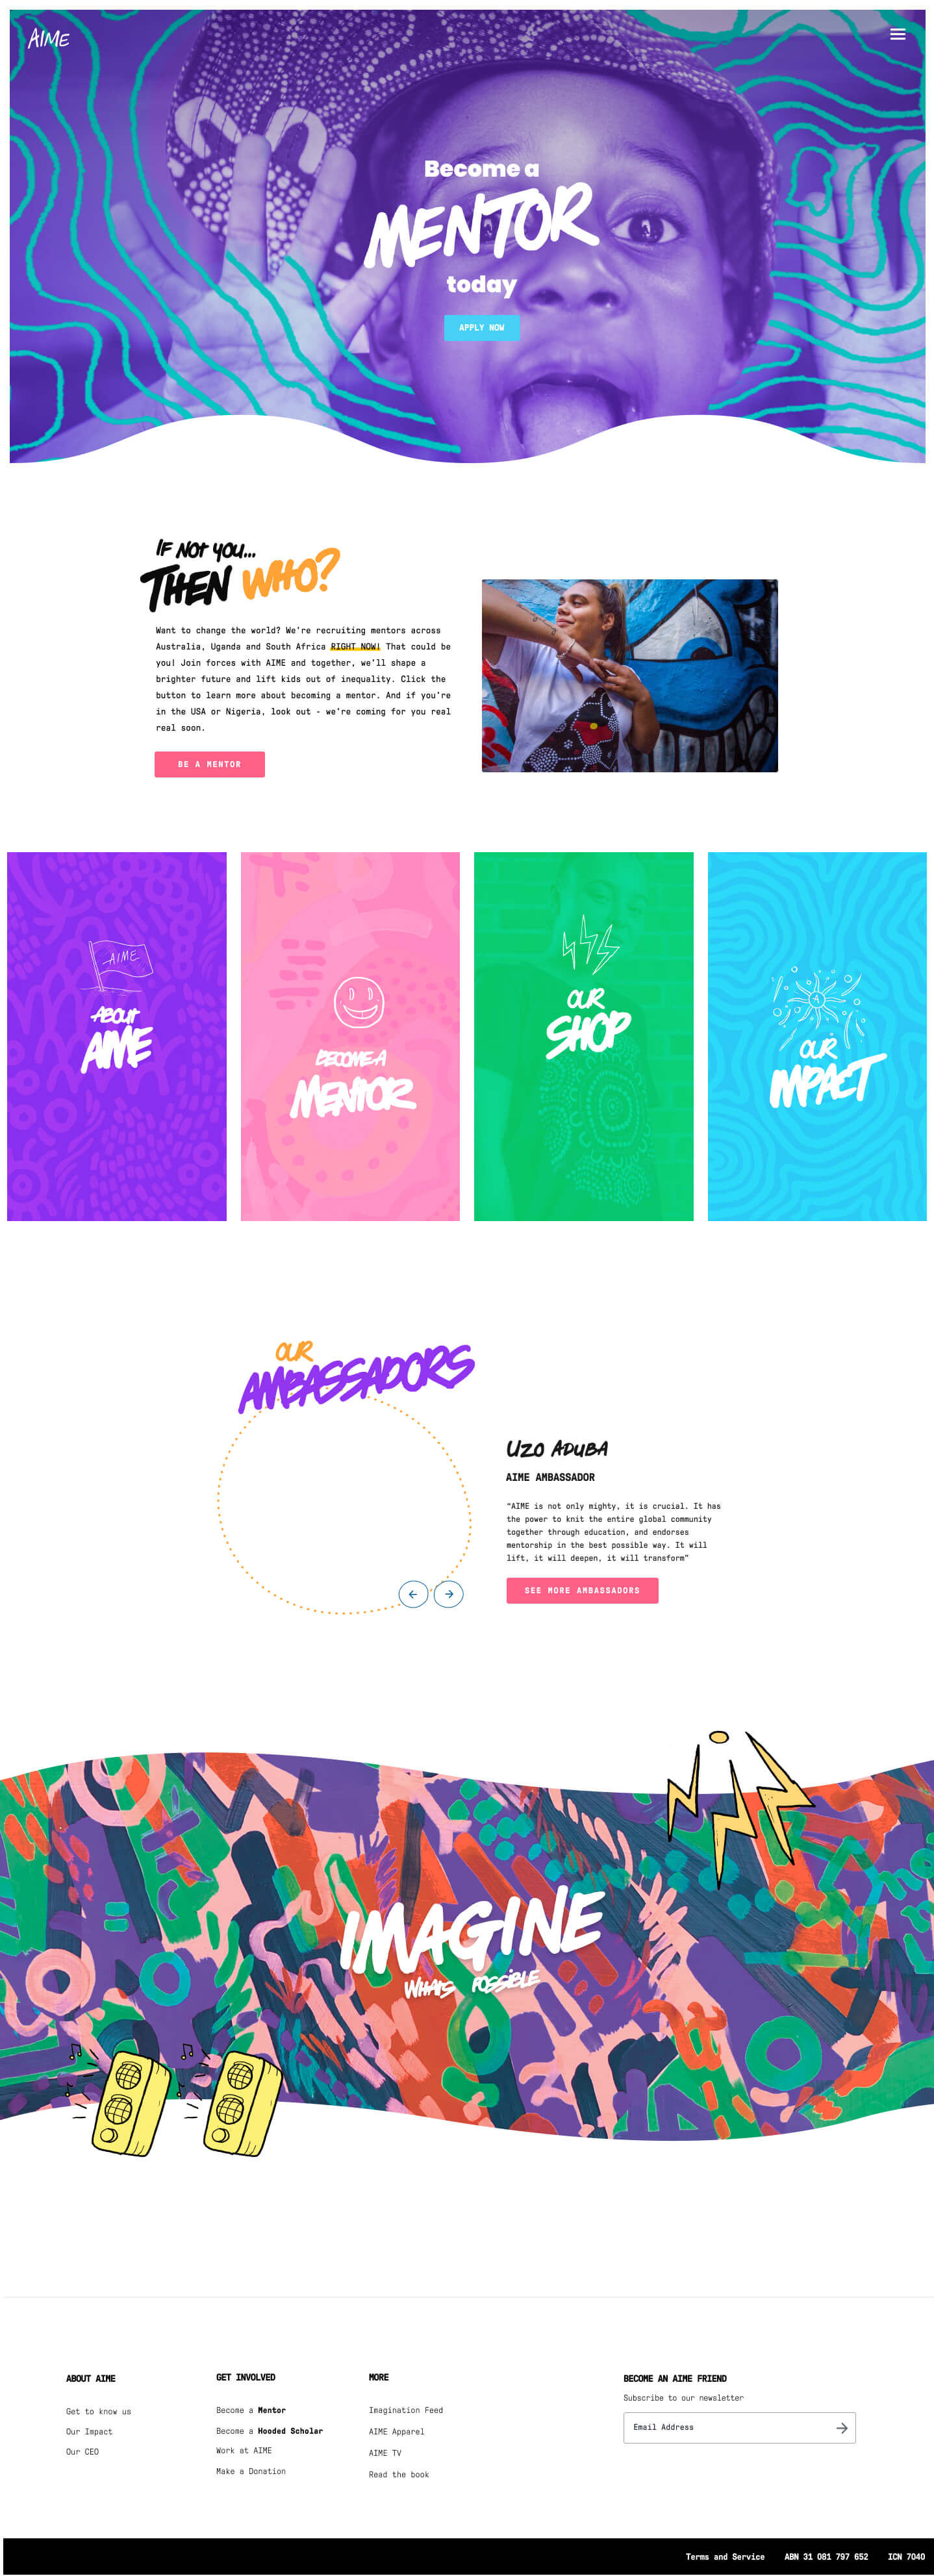 AIME
Become a
MENTOR
today
APPLY NOW
IF NOT YOU...
THEN WHO?
Want to change the world? We're recruiting mentors across
Australia, Uganda and South Africa RIGHT NOW! That could be
you! Join forces with AIME and together, we'll shape a
brighter future and lift kids out of inequality. Click the
button to learn more about becoming a mentor. And if you're
in the USA or Nigeria, look out - we're coming for you real
real soon.
BE A MENTOR
AIME
ABOUT
AIME
BECOME A
MENTOR
OUR
SHOP
A
OUR
IMPACT
OUR
AMBASSADORS
UZO ADUBA
AIME AMBASSADOR
“AIME is not only mighty, it is crucial. It has
the power to knit the entire global community
together through education, and endorses
mentorship in the best possible way. It will
lift, it will deepen, it will transform”
SEE MORE AMBASSADORS
IMAGINE
WHATS POSSIBLE
ABOUT AIME
Get to know us
Our Impact
Our CEO
GET INVOLVED
Become a Mentor
Become a Hooded Scholar
Work at AIME
Make a Donation
MORE
Imagination Feed
AIME Apparel
AIME TV
Read the book
BECOME AN AIME FRIEND
Subscribe to our newsletter
Email Address
Terms and Service ABN 31 081 797 652 ICN 7040